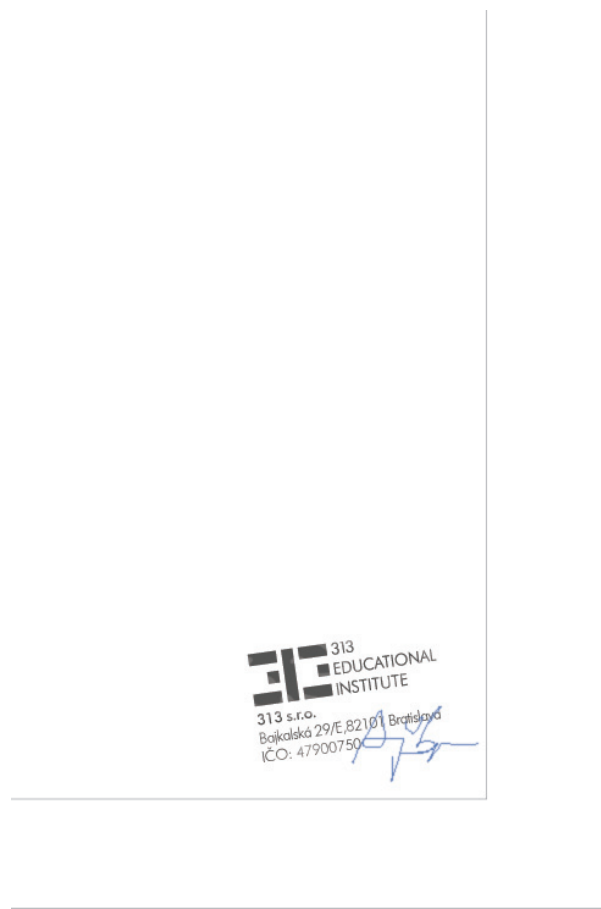 313
EDUCATIONAL
INSTITUTE
313 s.r.o.
Bajkalská 29/E,82101 Bratislava
IČO: 47900750